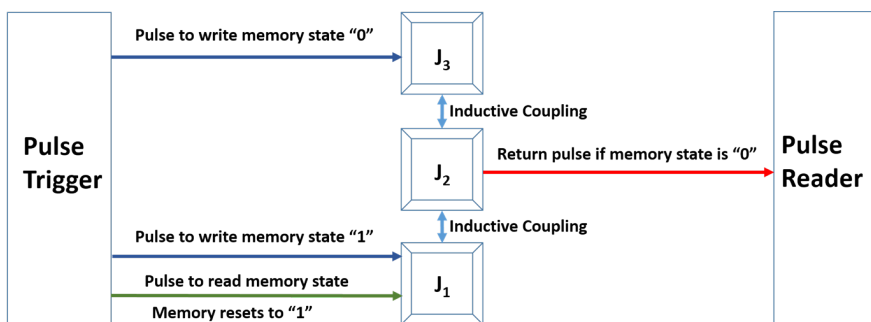 Pulse to write memory state “0”
J3
Inductive Coupling
Pulse
Trigger
Return pulse if memory state is “0”
J2
Pulse
Reader
Pulse to write memory state “1”
Inductive Coupling
Pulse to read memory state
J1
Memory resets to “1”